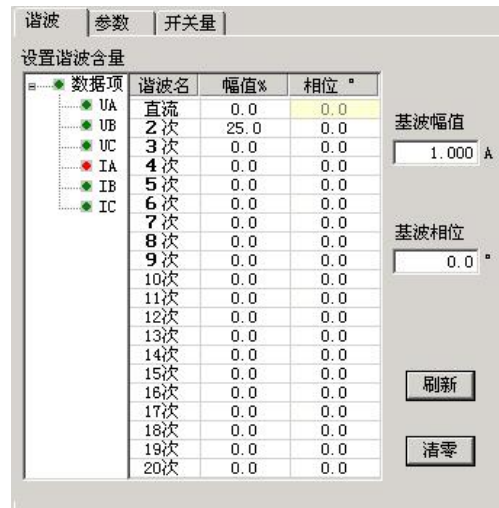 谐波 参数 开关量
设置谐波含量
数据项
UA
UB
UC
IA
IB
IC
谐波名 幅值% 相位 °
直流 0.0 0.0
2次 25.0 0.0
3次 0.0 0.0
4次 0.0 0.0
5次 0.0 0.0
6次 0.0 0.0
7次 0.0 0.0
8次 0.0 0.0
9次 0.0 0.0
10次 0.0 0.0
11次 0.0 0.0
12次 0.0 0.0
13次 0.0 0.0
14次 0.0 0.0
15次 0.0 0.0
16次 0.0 0.0
17次 0.0 0.0
18次 0.0 0.0
19次 0.0 0.0
20次 0.0 0.0
基波幅值
1.000 A
基波相位
0.0 °
刷新
清零